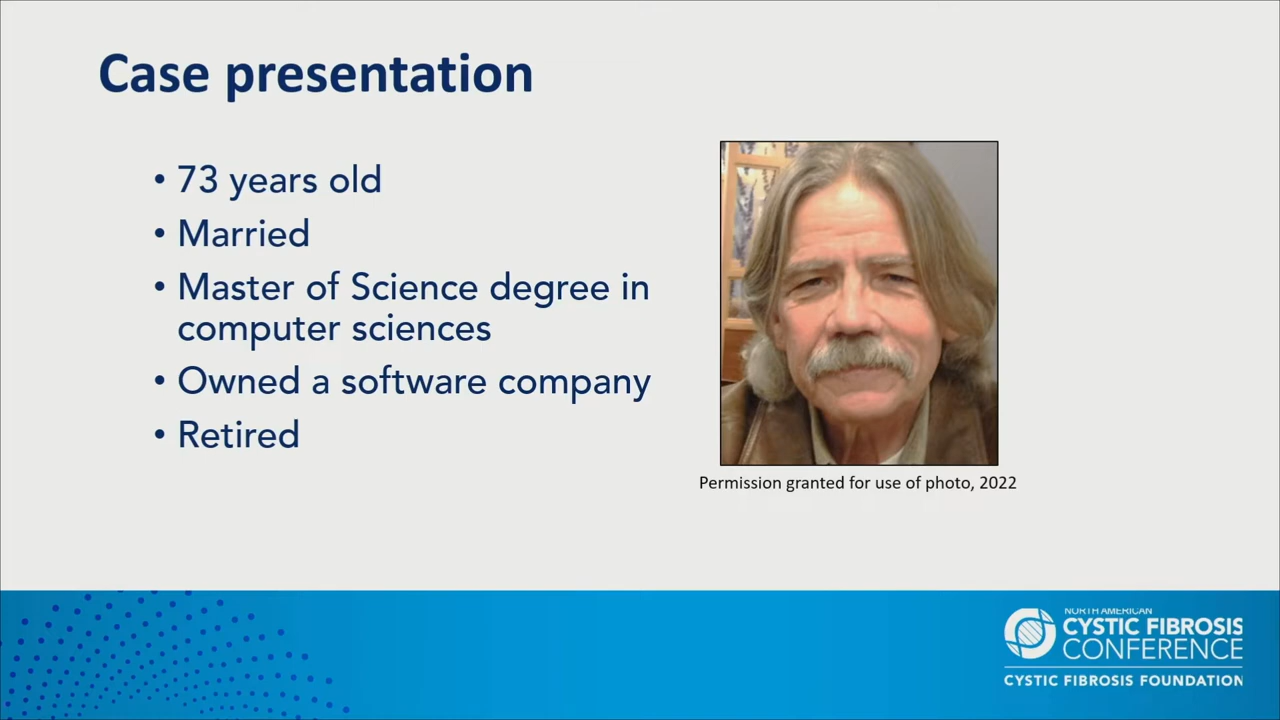 Case presentation
• 73 years old
• Married
• Master of Science degree in
computer sciences
• Owned a software company
• Retired
Permission granted for use of photo, 2022
NORTH AMERICAN
CYSTIC FIBROSIS
CONFERENCE
CYSTIC FIBROSIS FOUNDATION